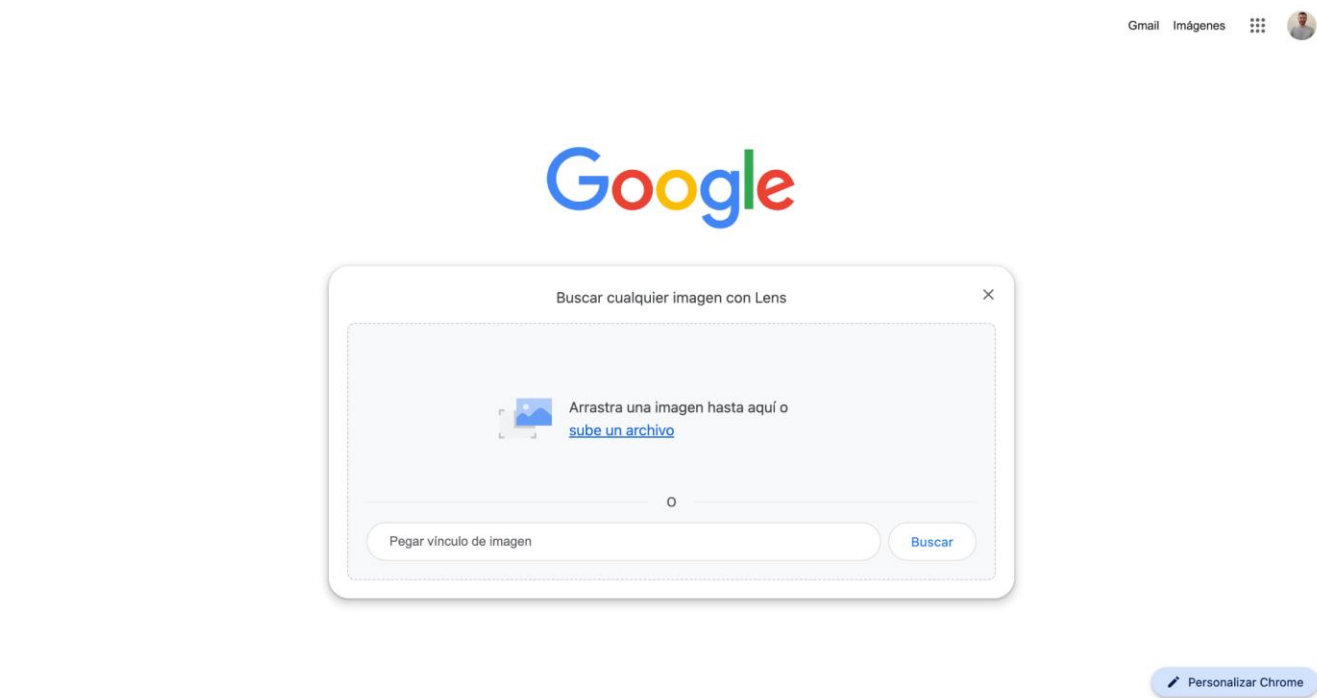 Gmail Imágenes
Google
Buscar cualquier imagen con Lens
Arrastra una imagen hasta aquí o
sube un archivo
O
Pegar vínculo de imagen
Buscar
Personalizar Chrome